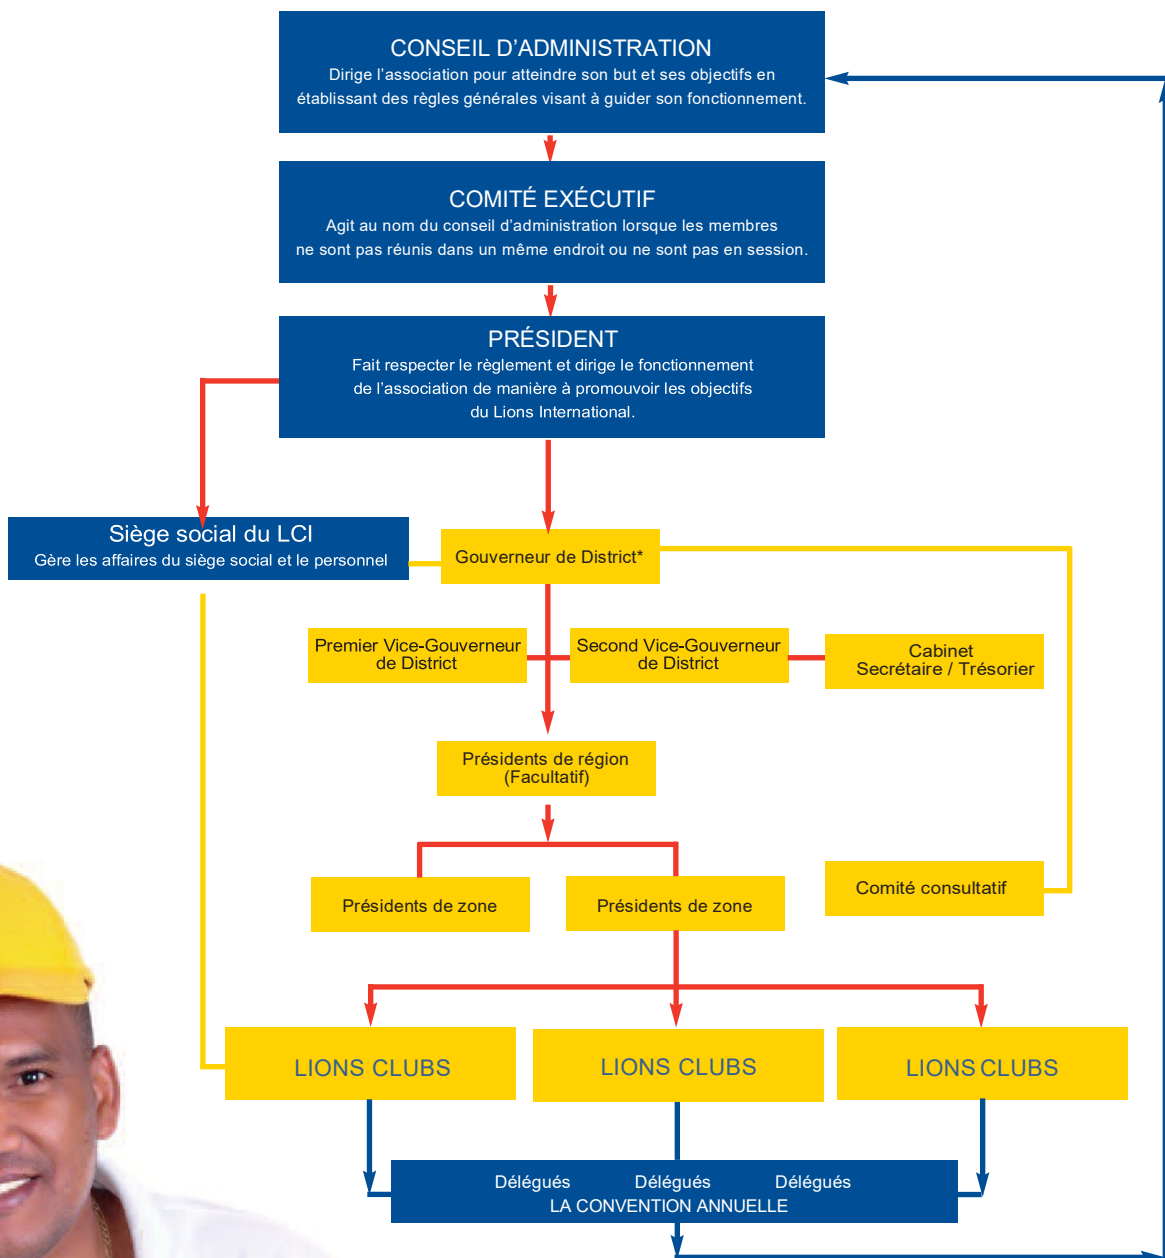 CONSEIL D’ADMINISTRATION
Dirige l’association pour atteindre son but et ses objectifs en
établissant des règles générales visant à guider son fonctionnement.
COMITÉ EXÉCUTIF
Agit au nom du conseil d’administration lorsque les membres
ne sont pas réunis dans un même endroit ou ne sont pas en session.
PRÉSIDENT
Fait respecter le règlement et dirige le fonctionnement
de l’association de manière à promouvoir les objectifs
du Lions International.
Siège social du LCI
Gère les affaires du siège social et le personnel
Gouverneur de District*
Premier Vice-Gouverneur
de District
Second Vice-Gouverneur
de District
Cabinet
Secrétaire / Trésorier
Présidents de région
(Facultatif)
Présidents de zone
Présidents de zone
Comité consultatif
LIONS CLUBS
LIONS CLUBS
LIONS CLUBS
Délégués Délégués Délégués
LA CONVENTION ANNUELLE